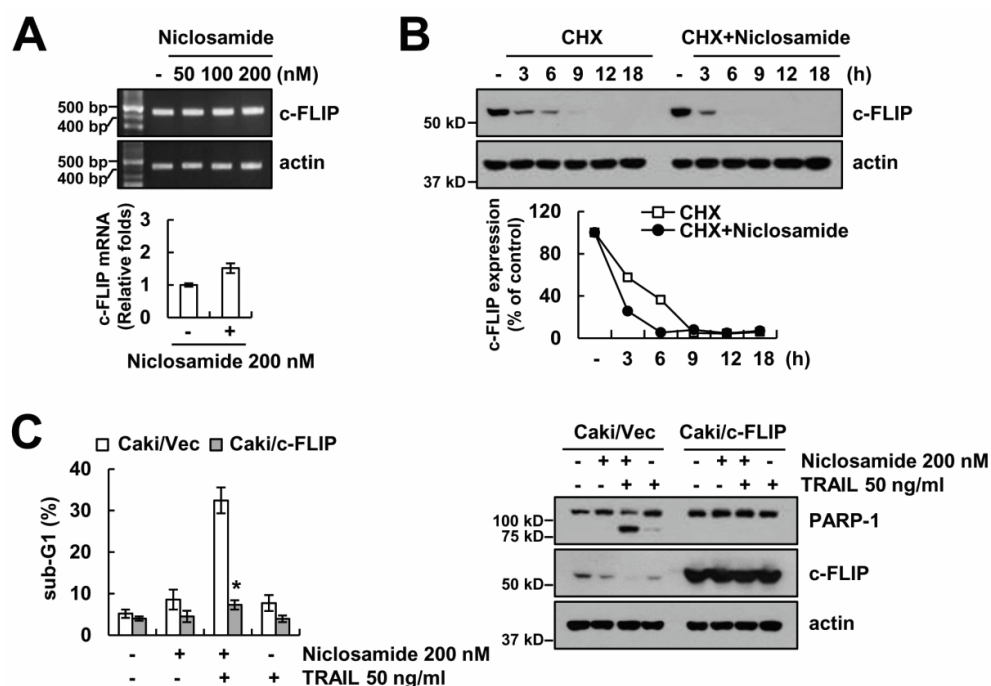 A
Niclosamide
- 50 100 200 (nM)
500 bp
400 bp
c-FLIP
500 bp
400 bp
actin
c-FLIP mRNA
(Relative folds)
3
2
1
0
- +
Niclosamide 200 nM
B
CHX CHX+Niclosamide
- 3 6 9 12 18 - 3 6 9 12 18 (h)
50 kD
c-FLIP
actin
37 kD
c-FLIP expression
(% of control)
120
80
40
0
CHX
CHX+Niclosamide
- 3 6 9 12 18 (h)
C
Caki/Vec Caki/c-FLIP
sub-G1 (%)
40
30
20
10
0
*
- + + - Niclosamide 200 nM
- - + + TRAIL 50 ng/ml
Caki/Vec Caki/c-FLIP
- + + - - + + - Niclosamide 200 nM
- - + + - - + + TRAIL 50 ng/ml
100 kD
75 kD
PARP-1
50 kD
c-FLIP
actin
37 kD